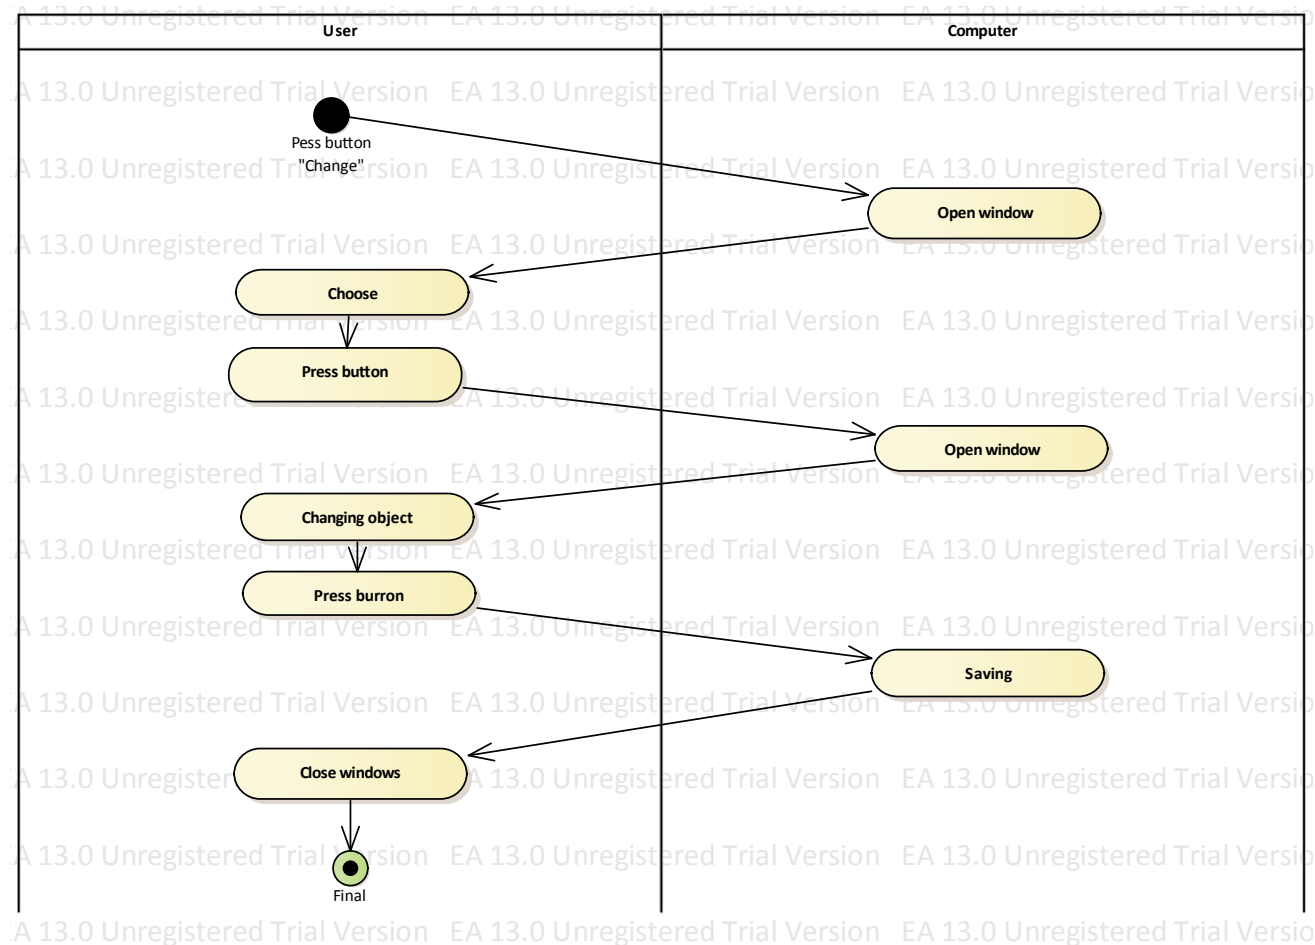 User
Computer
Pess button
"Change"
Open window
Choose
Press button
Open window
Changing object
Press burron
Saving
Close windows
Final
EA 13.0 Unregistered Trial Version